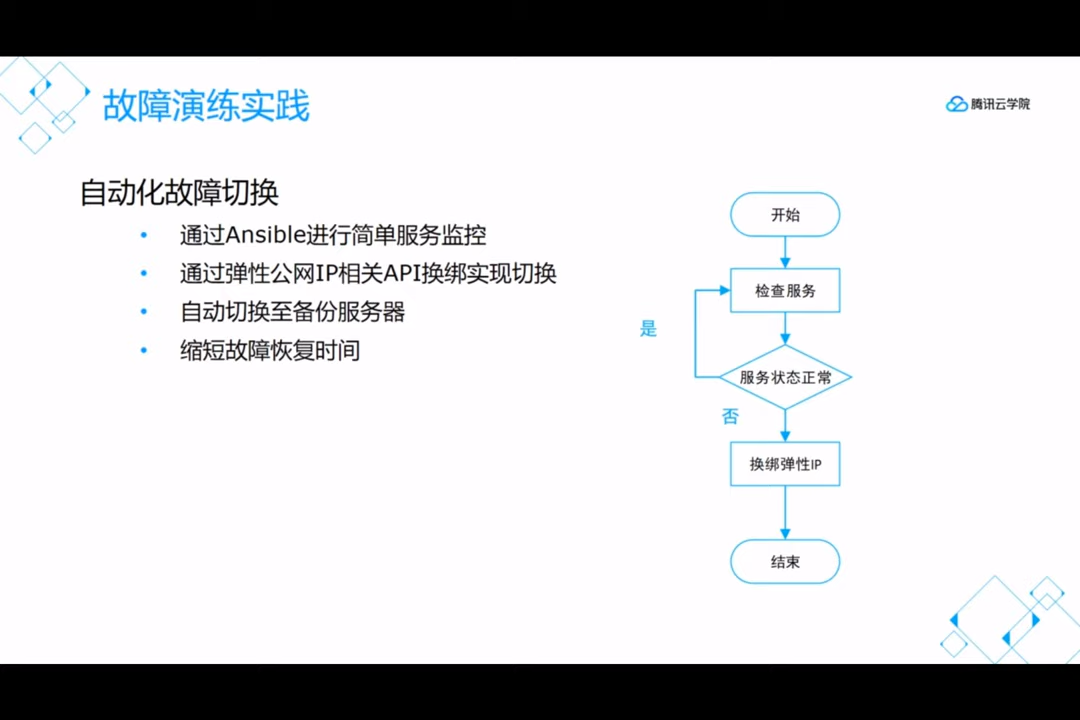 故障演练实践
腾讯云学院
自动化故障切换
• 通过Ansible进行简单服务监控
• 通过弹性公网IP相关API换绑实现切换
• 自动切换至备份服务器
• 缩短故障恢复时间
开始
检查服务
是
服务状态正常
否
换绑弹性IP
结束